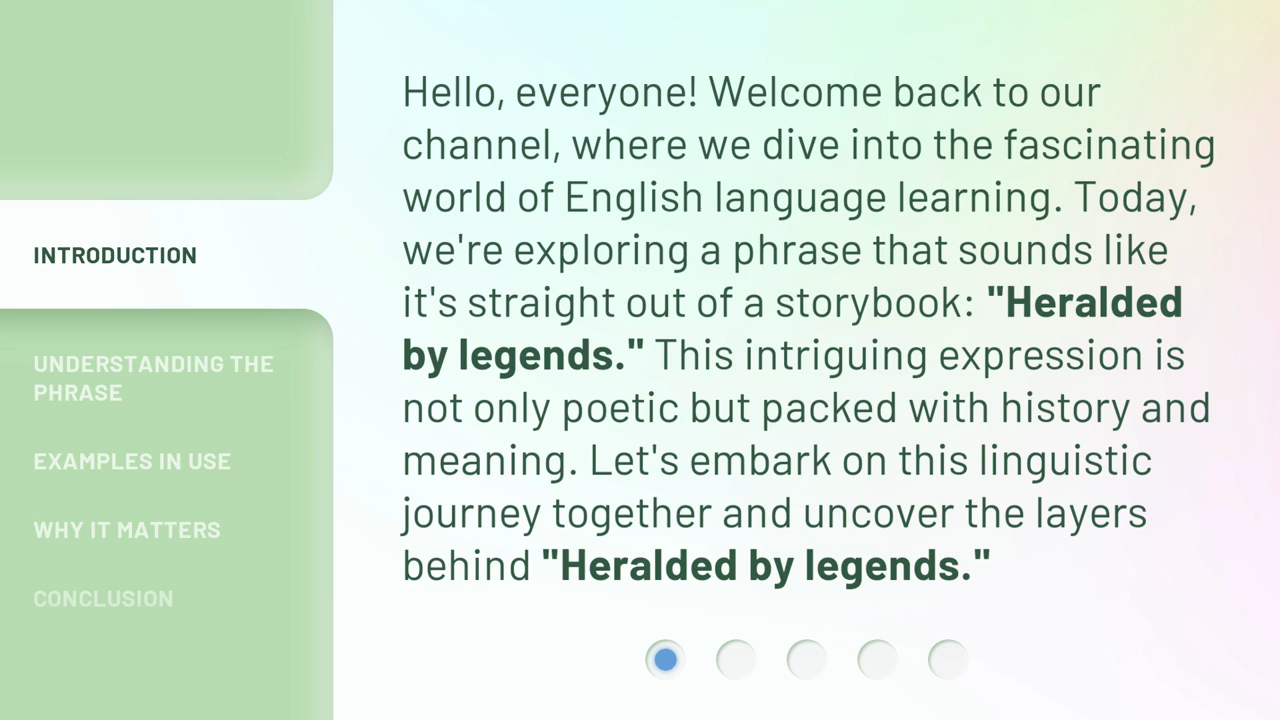 INTRODUCTION
UNDERSTANDING THE
PHRASE
EXAMPLES IN USE
WHY IT MATTERS
CONCLUSION
Hello, everyone! Welcome back to our
channel, where we dive into the fascinating
world of English language learning. Today,
we're exploring a phrase that sounds like
it's straight out of a storybook: "Heralded
by legends." This intriguing expression is
not only poetic but packed with history and
meaning. Let's embark on this linguistic
journey together and uncover the layers
behind "Heralded by legends."